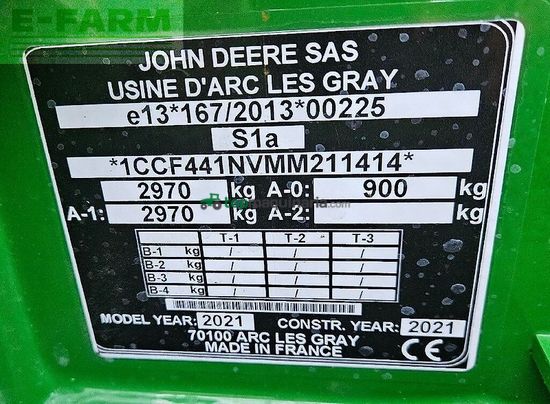 E-FARM
JOHN DEERE SAS
USINE D'ARC LES GRAY
e13*167/2013*00225
S1a
*1CCF441NVMM211414*
2970 kg A-0: 900 kg
A-1: 2970 kg A-2: kg
T-1 T-2 T-3
B-1 kg / / /
B-2 kg / / /
B-3 kg / / /
B-4 kg / / /
MODEL YEAR: 2021 CONSTR. YEAR: 2021
70100 ARC LES GRAY
MADE IN FRANCE CE